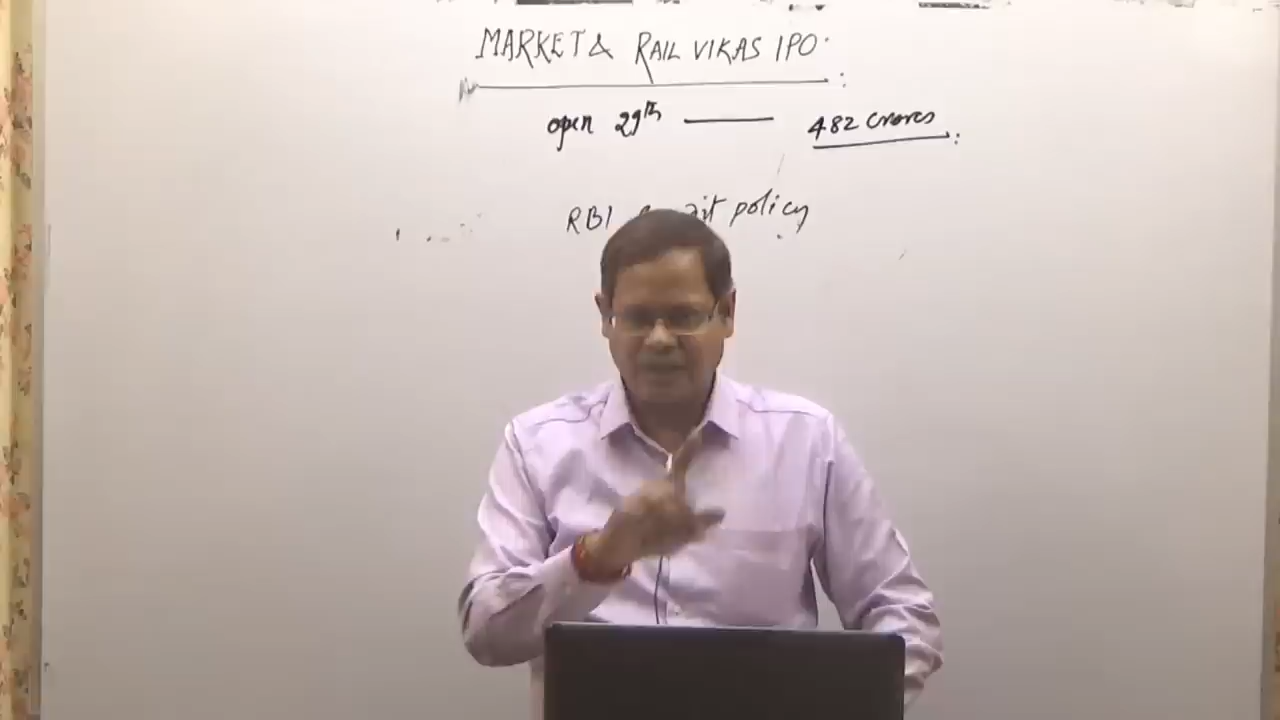 MARKET & RAIL VIKAS IPO.
open 29th — 482 crores
RBI policy